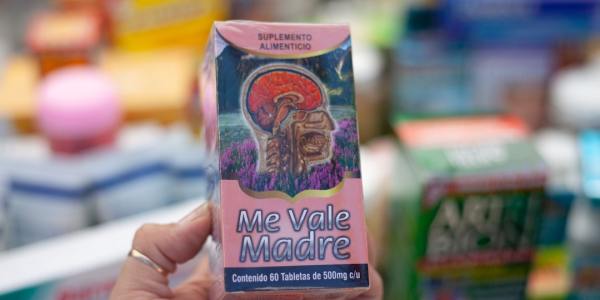 SUPLEMENTO
ALIMENTICIO
Me Vale
Madre
Contenido 60 Tabletas de 500mg c/u